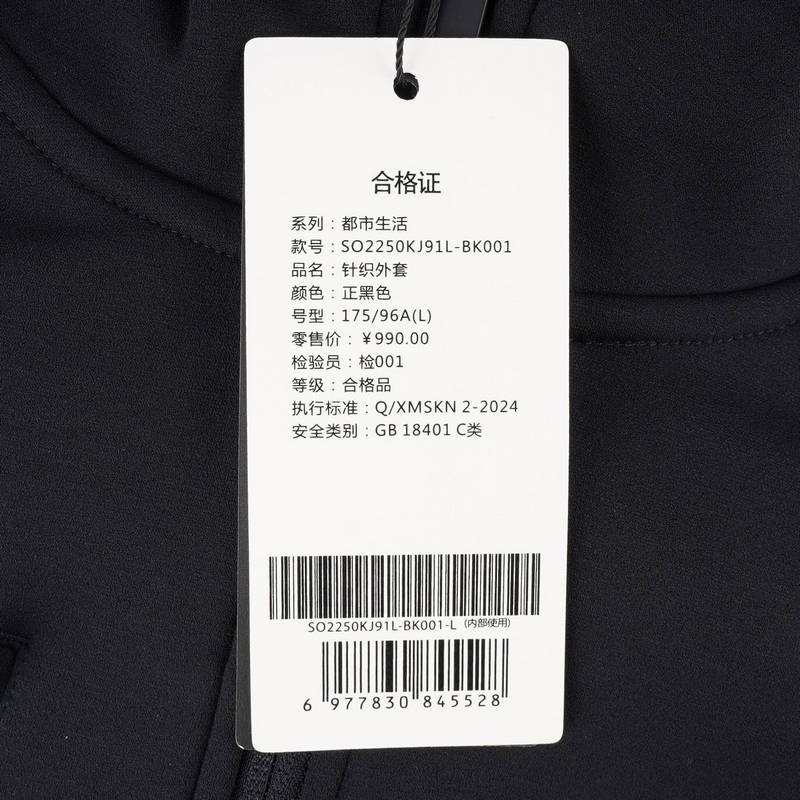 合格证
系列：都市生活
款号：SO2250KJ91L-BK001
品名：针织外套
颜色：正黑色
号型：175/96A(L)
零售价：￥990.00
检验员：检001
等级：合格品
执行标准：Q/XMSKN 2-2024
安全类别：GB 18401 C类
SO2250KJ91L-BK001-L (内部使用)
6 977830 845528